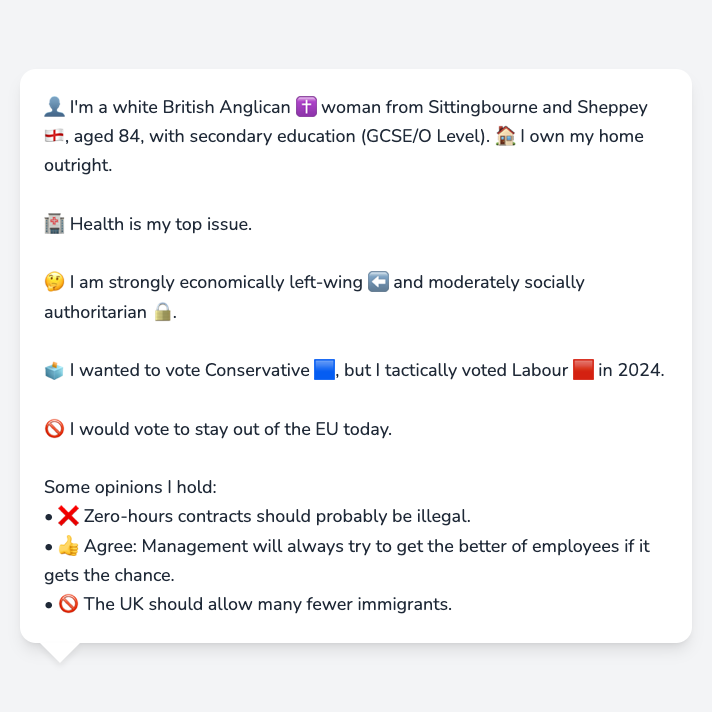 👤 I'm a white British Anglican ✝️ woman from Sittingbourne and Sheppey
🏴󠁧󠁢󠁥󠁮󠁧󠁿, aged 84, with secondary education (GCSE/O Level). 🏠 I own my home
outright.
🏥 Health is my top issue.
🤔 I am strongly economically left-wing ⬅️ and moderately socially
authoritarian 🔒.
🗳️ I wanted to vote Conservative 🟦, but I tactically voted Labour 🟥 in 2024.
🚫 I would vote to stay out of the EU today.
Some opinions I hold:
• ❌ Zero-hours contracts should probably be illegal.
• 👍 Agree: Management will always try to get the better of employees if it
gets the chance.
• 🚫 The UK should allow many fewer immigrants.